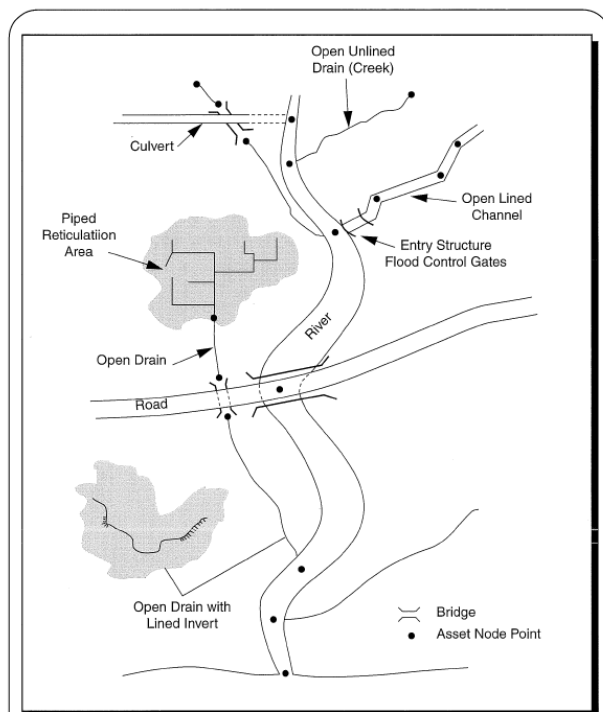 Open Unlined
Drain (Creek)
Culvert
Open Lined
Channel
Piped
Reticulatiion
Area
Entry Structure
Flood Control Gates
River
Open Drain
Road
Open Drain with
Lined Invert
Bridge
Asset Node Point